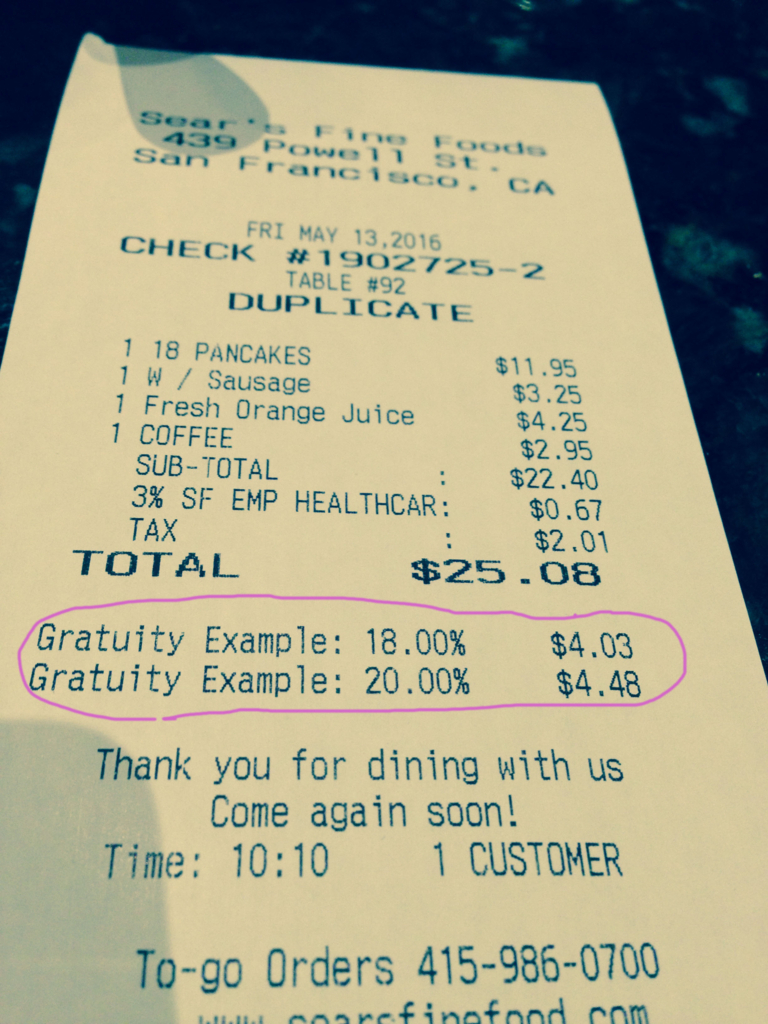 Sear's Fine Foods
439 Powell St.
San Francisco, CA
FRI MAY 13,2016
CHECK #1902725-2
TABLE #92
DUPLICATE
1 18 PANCAKES $11.95
1 W / Sausage $3.25
1 Fresh Orange Juice $4.25
1 COFFEE $2.95
SUB-TOTAL : $22.40
3% SF EMP HEALTHCAR: $0.67
TAX : $2.01
TOTAL $25.08
Gratuity Example: 18.00% $4.03
Gratuity Example: 20.00% $4.48
Thank you for dining with us
Come again soon!
Time: 10:10 1 CUSTOMER
To-go Orders 415-986-0700
www.searsfinefood.com